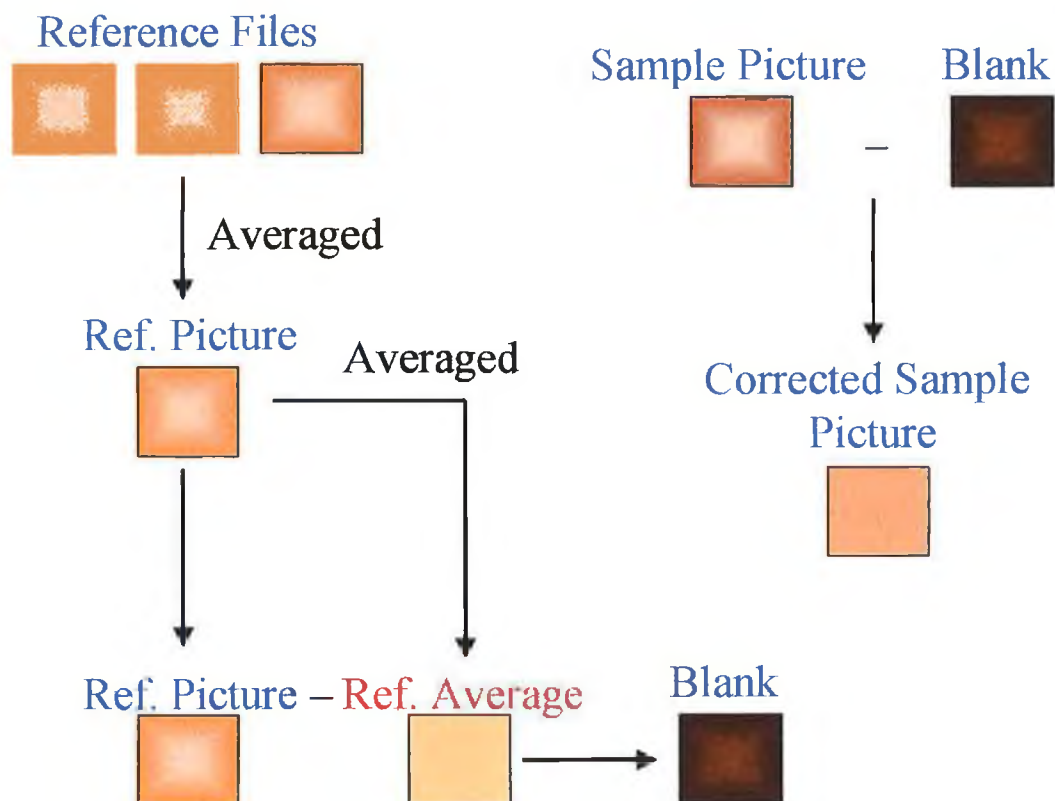 Reference Files
Averaged
Ref. Picture
Averaged
Ref. Picture – Ref. Average
Blank
Sample Picture – Blank
Corrected Sample
Picture